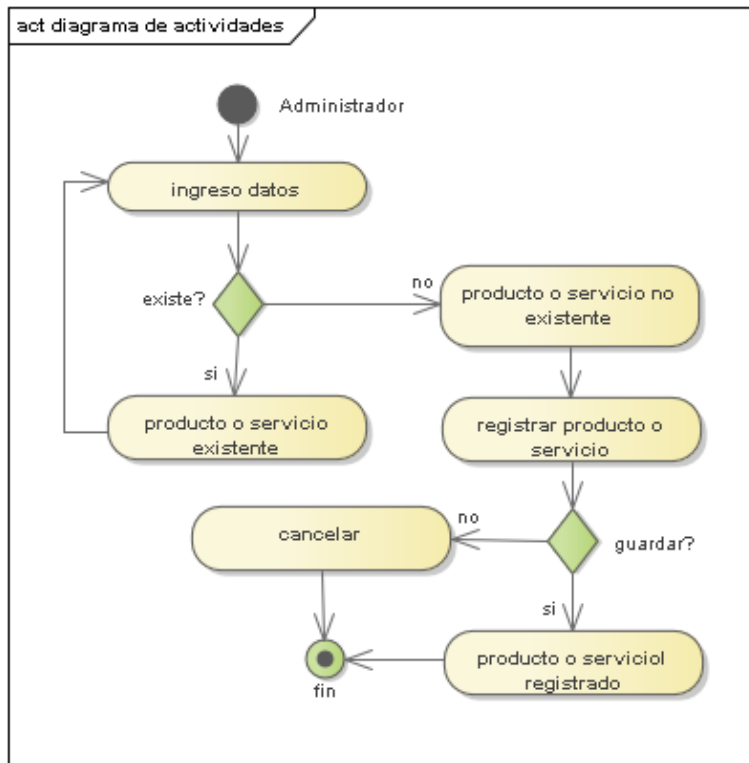 act diagrama de actividades
Administrador
ingreso datos
existe?
no
producto o servicio no
existente
si
producto o servicio
existente
registrar producto o
servicio
no
cancelar
guardar?
si
producto o serviciol
registrado
fin